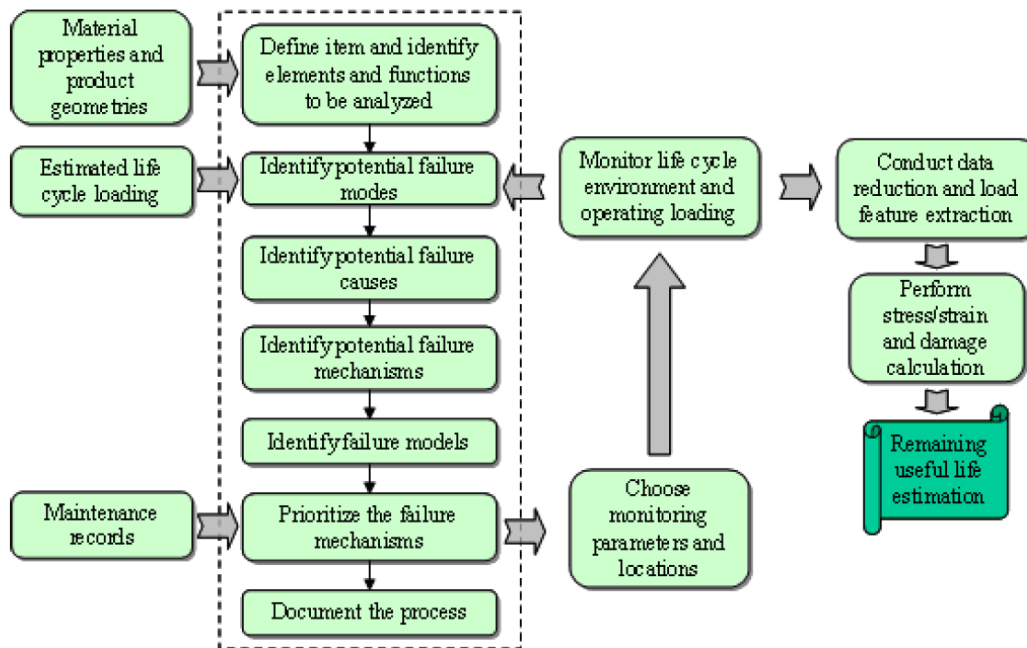 Material
properties and
product
geometries
Define item and identify
elements and functions
to be analyzed
Estimated life
cycle loading
Identify potential failure
modes
Monitor life cycle
environment and
operating loading
Conduct data
reduction and load
feature extraction
Identify potential failure
causes
Perform
stress/strain
and damage
calculation
Identify potential failure
mechanisms
Identify failure models
Remaining
useful life
estimation
Maintenance
records
Prioritize the failure
mechanisms
Choose
monitoring
parameters and
locations
Document the process